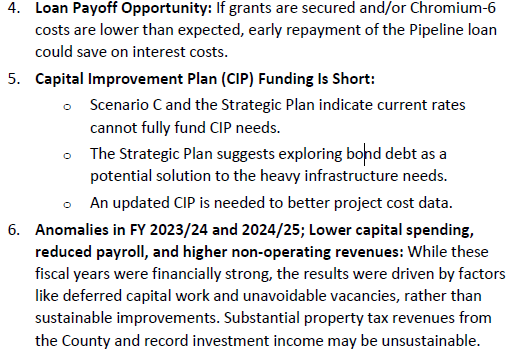 4. Loan Payoff Opportunity: If grants are secured and/or Chromium-6
costs are lower than expected, early repayment of the Pipeline loan
could save on interest costs.
5. Capital Improvement Plan (CIP) Funding Is Short:
o Scenario C and the Strategic Plan indicate current rates
cannot fully fund CIP needs.
o The Strategic Plan suggests exploring bond debt as a
potential solution to the heavy infrastructure needs.
o An updated CIP is needed to better project cost data.
6. Anomalies in FY 2023/24 and 2024/25; Lower capital spending,
reduced payroll, and higher non-operating revenues: While these
fiscal years were financially strong, the results were driven by factors
like deferred capital work and unavoidable vacancies, rather than
sustainable improvements. Substantial property tax revenues from
the County and record investment income may be unsustainable.